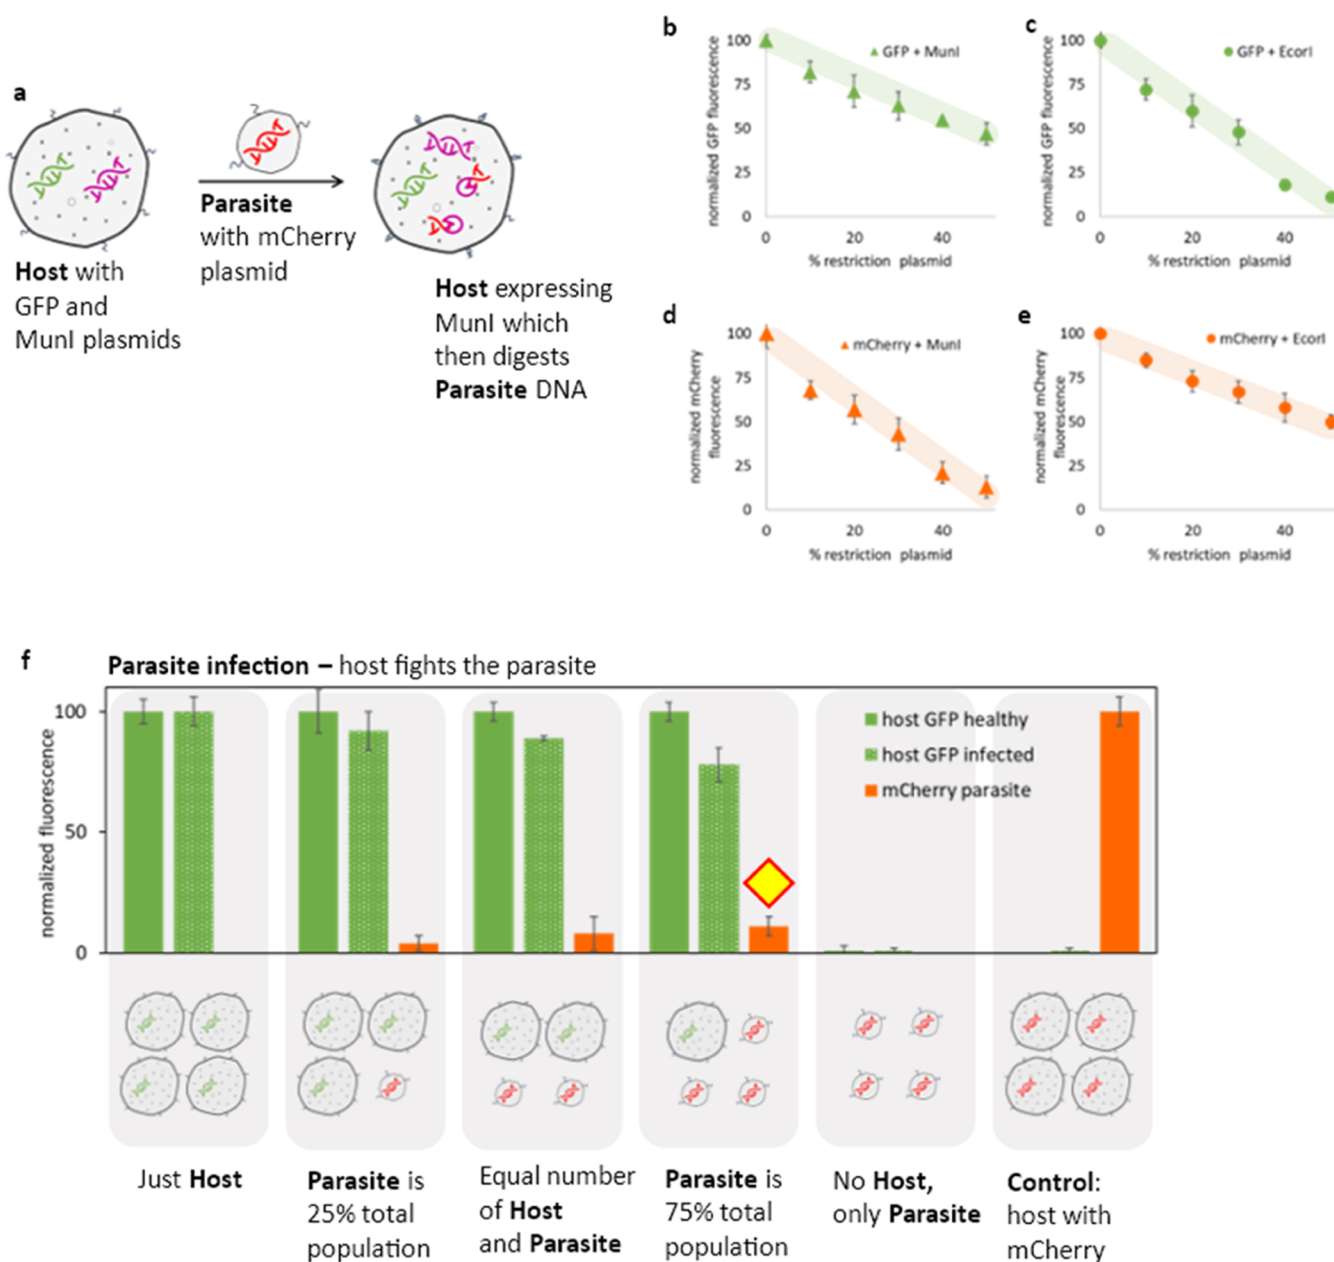 a
Host with
GFP and
MunI plasmids
Parasite
with mCherry
plasmid
Host expressing
MunI which
then digests
Parasite DNA
b
normalized GFP fluorescence
100
75
50
25
0
0 20 40
% restriction plasmid
GFP + MunI
c
normalized GFP fluorescence
100
75
50
25
0
0 20 40
% restriction plasmid
GFP + EcorI
d
normalized mCherry
fluorescence
100
75
50
25
0
0 20 40
% restriction plasmid
mCherry + MunI
e
normalized mCherry
fluorescence
100
75
50
25
0
0 20 40
% restriction plasmid
mCherry + EcorI
f
Parasite infection – host fights the parasite
normalized fluorescence
100
50
0
host GFP healthy
host GFP infected
mCherry parasite
Just Host
Parasite is
25% total
population
Equal number
of Host
and Parasite
Parasite is
75% total
population
No Host,
only Parasite
Control:
host with
mCherry